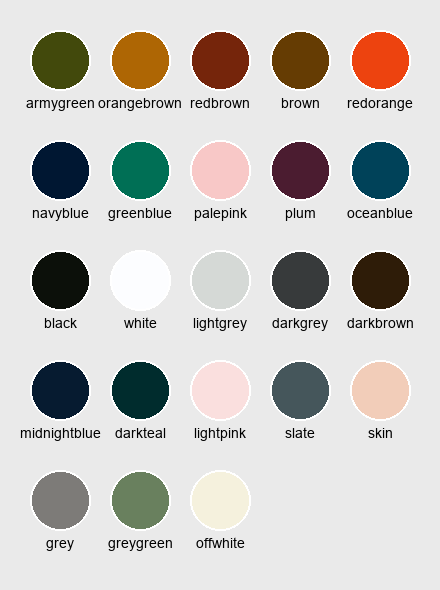 armygreen orangebrown redbrown brown redorange
navyblue greenblue palepink plum oceanblue
black white lightgrey darkgrey darkbrown
midnightblue darkteal lightpink slate skin
grey greygreen offwhite